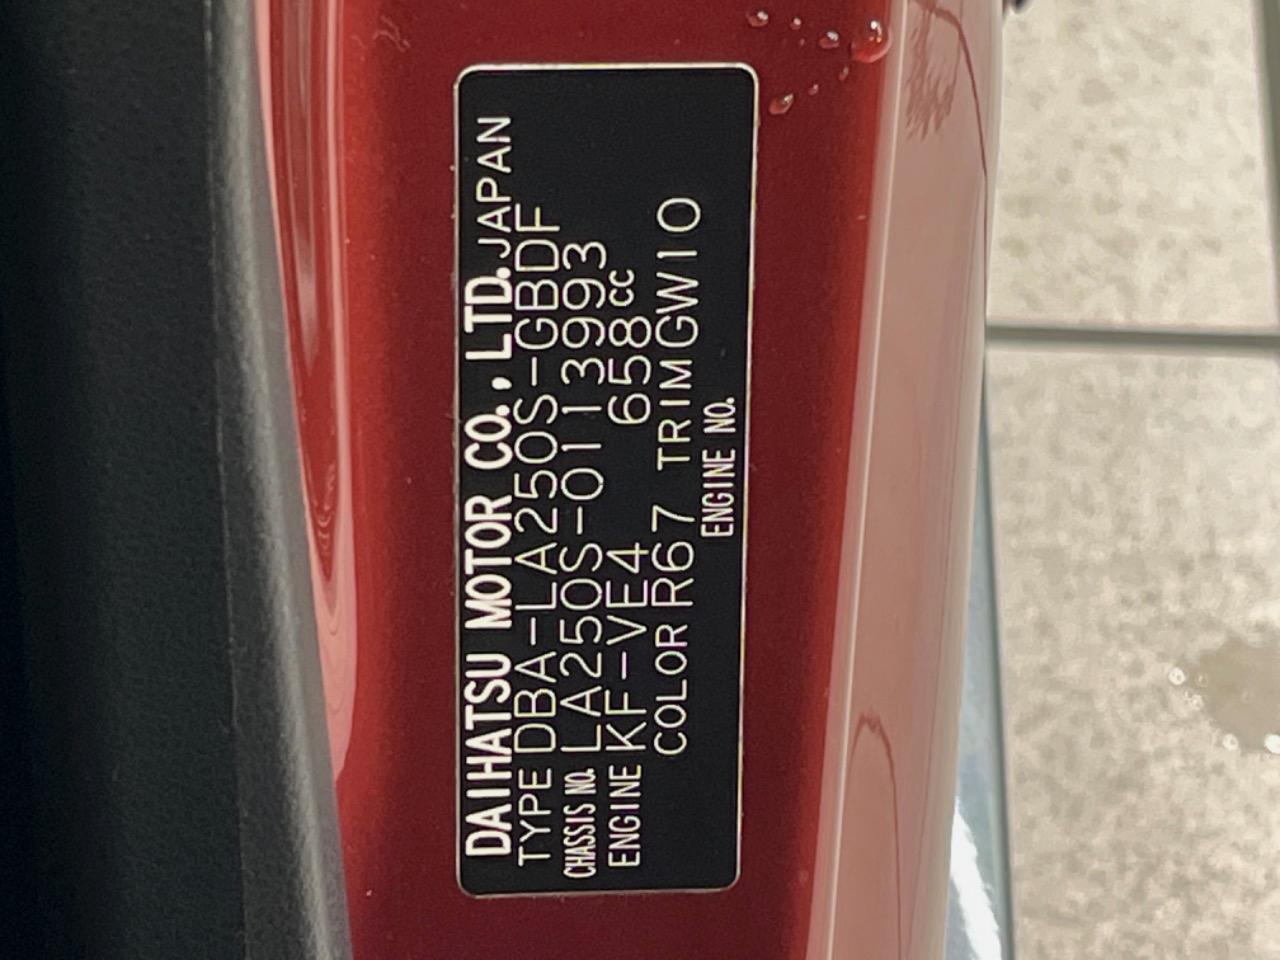 DAIHATSU MOTOR CO., LTD. JAPAN
TYPE DBA-LA250S-GBDF
CHASSIS NO. LA250S-0113993
ENGINE KF-VE4 658CC
COLOR R67 TRIM GW10
ENGINE NO.